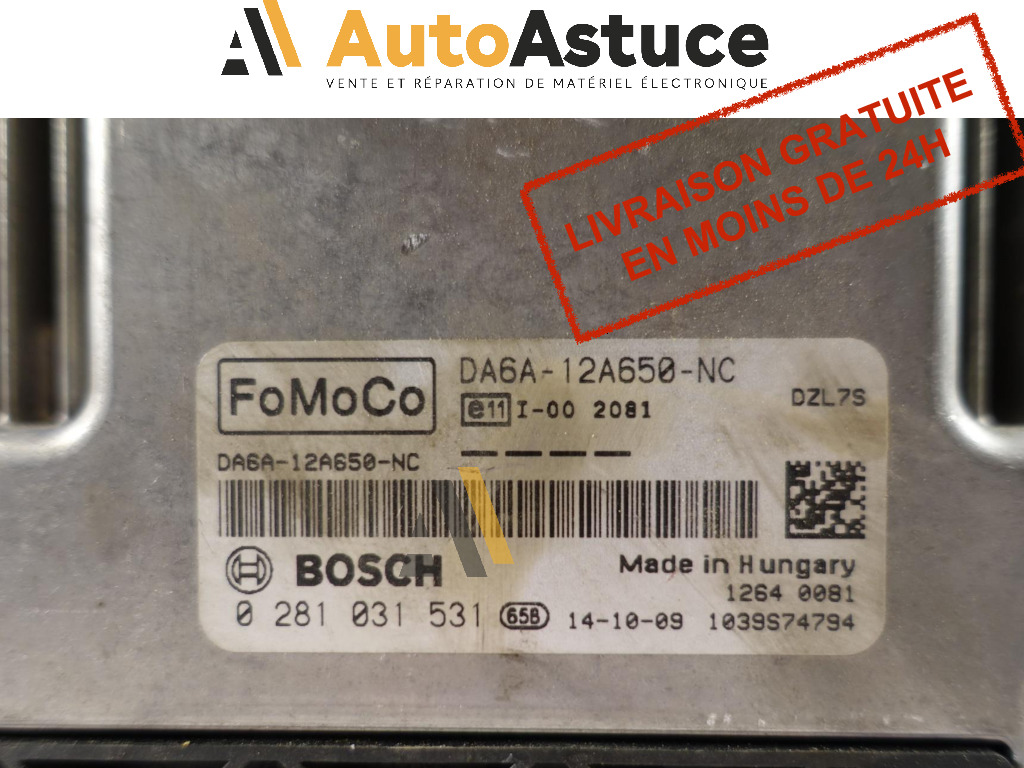 AutoAstuce
VENTE ET RÉPARATION DE MATÉRIEL ÉLECTRONIQUE
LIVRAISON GRATUITE
EN MOINS DE 24H
FoMoCo
DA6A-12A650-NC
e11 I-00 2081
DZL7S
DA6A-12A650-NC
BOSCH
Made in Hungary
1264 0081
0 281 031 531 65B 14-10-09 1039S74794